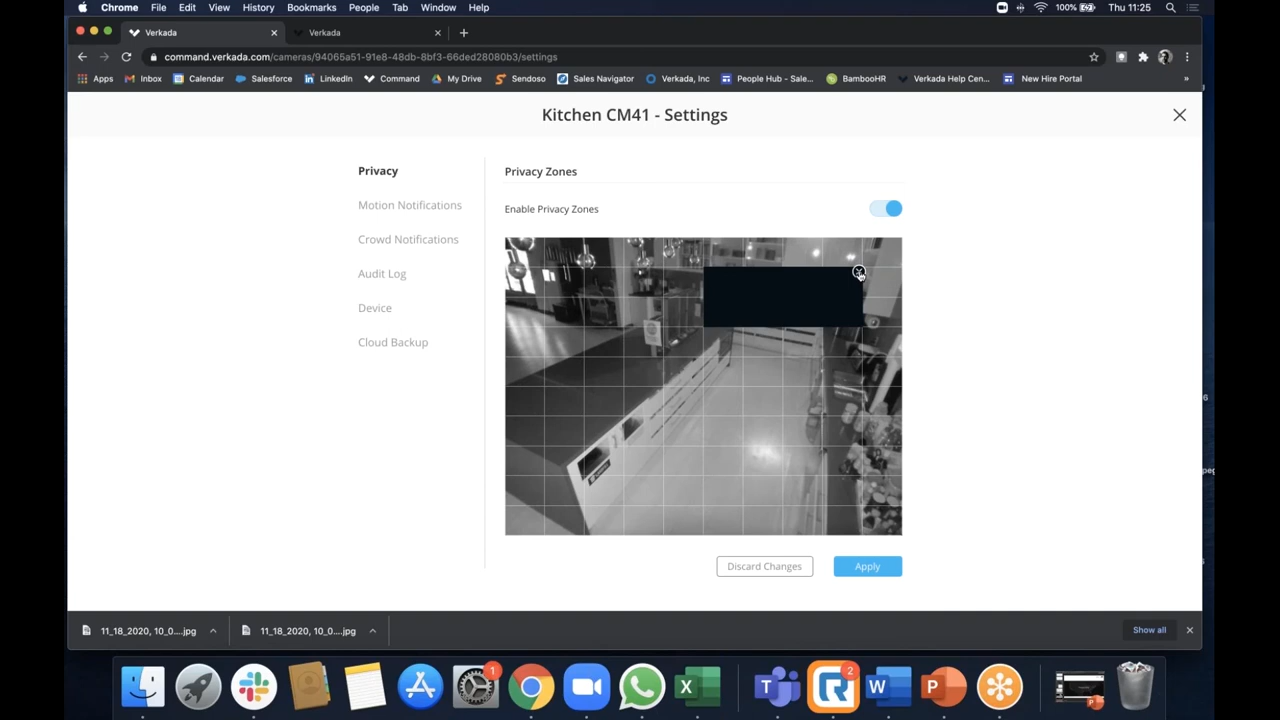 Chrome File Edit View History Bookmarks People Tab Window Help 100% Thu 11:25
Verkada Verkada
command.verkada.com/cameras/94065a51-91e8-48db-8bf3-66ded28080b3/settings
Apps Inbox Calendar Salesforce LinkedIn Command My Drive Sendoso Sales Navigator Verkada, Inc People Hub - Sale... BambooHR Verkada Help Cen... New Hire Portal »
Kitchen CM41 - Settings
Privacy
Motion Notifications
Crowd Notifications
Audit Log
Device
Cloud Backup
Privacy Zones
Enable Privacy Zones
Discard Changes Apply
11_18_2020, 10_0....jpg 11_18_2020, 10_0....jpg Show all
1 X T 2 W P